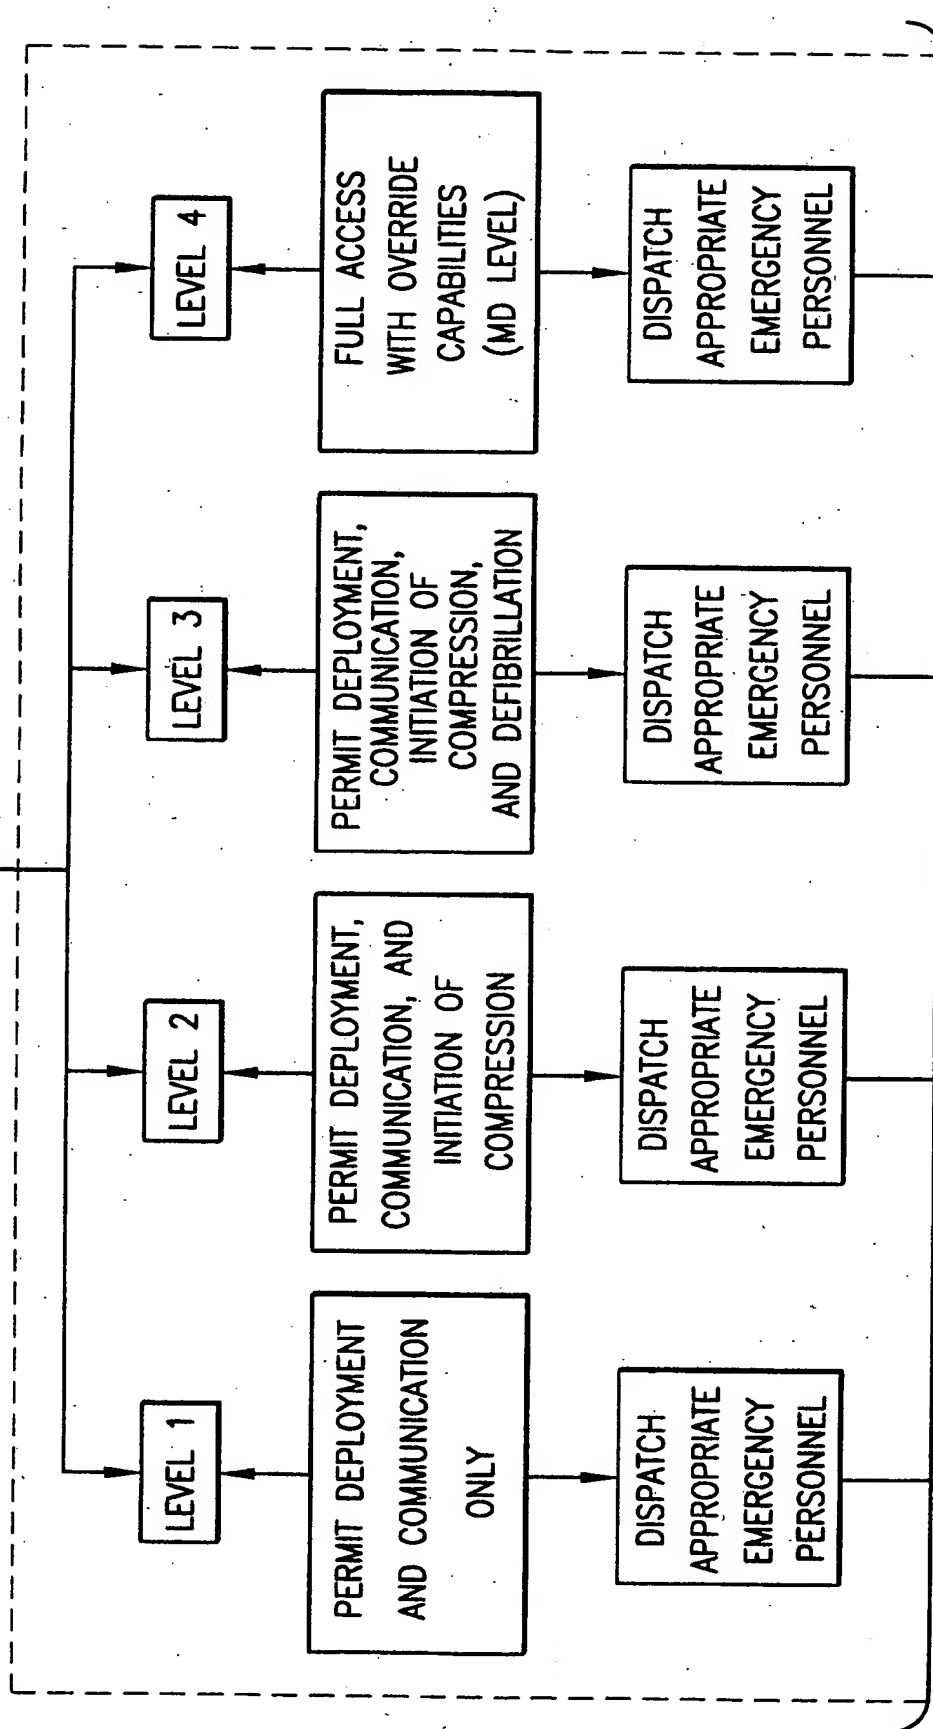 LEVEL 1
LEVEL 2
LEVEL 3
LEVEL 4
PERMIT DEPLOYMENT
AND COMMUNICATION
ONLY
PERMIT DEPLOYMENT,
COMMUNICATION, AND
INITIATION OF
COMPRESSION
PERMIT DEPLOYMENT,
COMMUNICATION,
INITIATION OF
COMPRESSION,
AND DEFIBRILLATION
FULL ACCESS
WITH OVERRIDE
CAPABILITIES
(MD LEVEL)
DISPATCH
APPROPRIATE
EMERGENCY
PERSONNEL
DISPATCH
APPROPRIATE
EMERGENCY
PERSONNEL
DISPATCH
APPROPRIATE
EMERGENCY
PERSONNEL
DISPATCH
APPROPRIATE
EMERGENCY
PERSONNEL